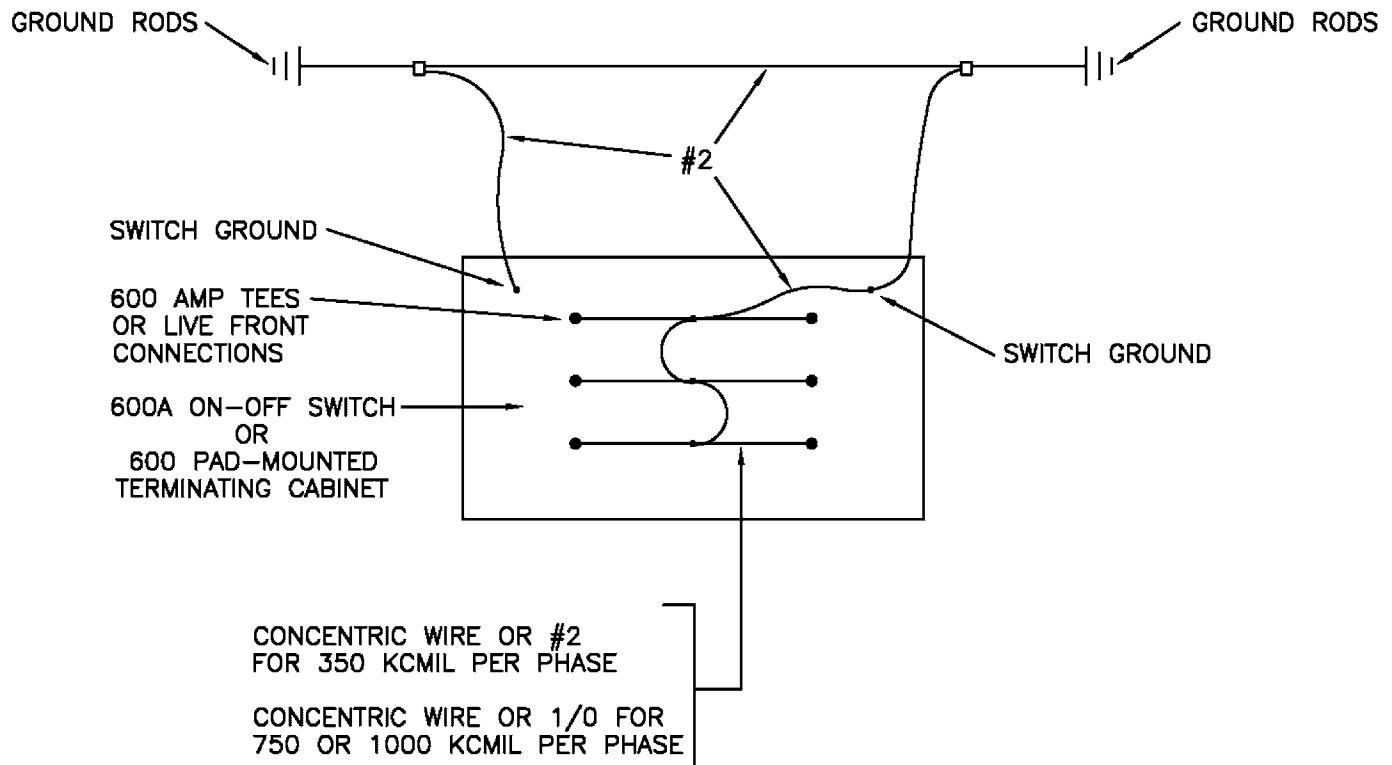 GROUND RODS
GROUND RODS
#2
SWITCH GROUND
600 AMP TEES
OR LIVE FRONT
CONNECTIONS
SWITCH GROUND
600A ON-OFF SWITCH
OR
600 PAD-MOUNTED
TERMINATING CABINET
CONCENTRIC WIRE OR #2
FOR 350 KCMIL PER PHASE
CONCENTRIC WIRE OR 1/0 FOR
750 OR 1000 KCMIL PER PHASE